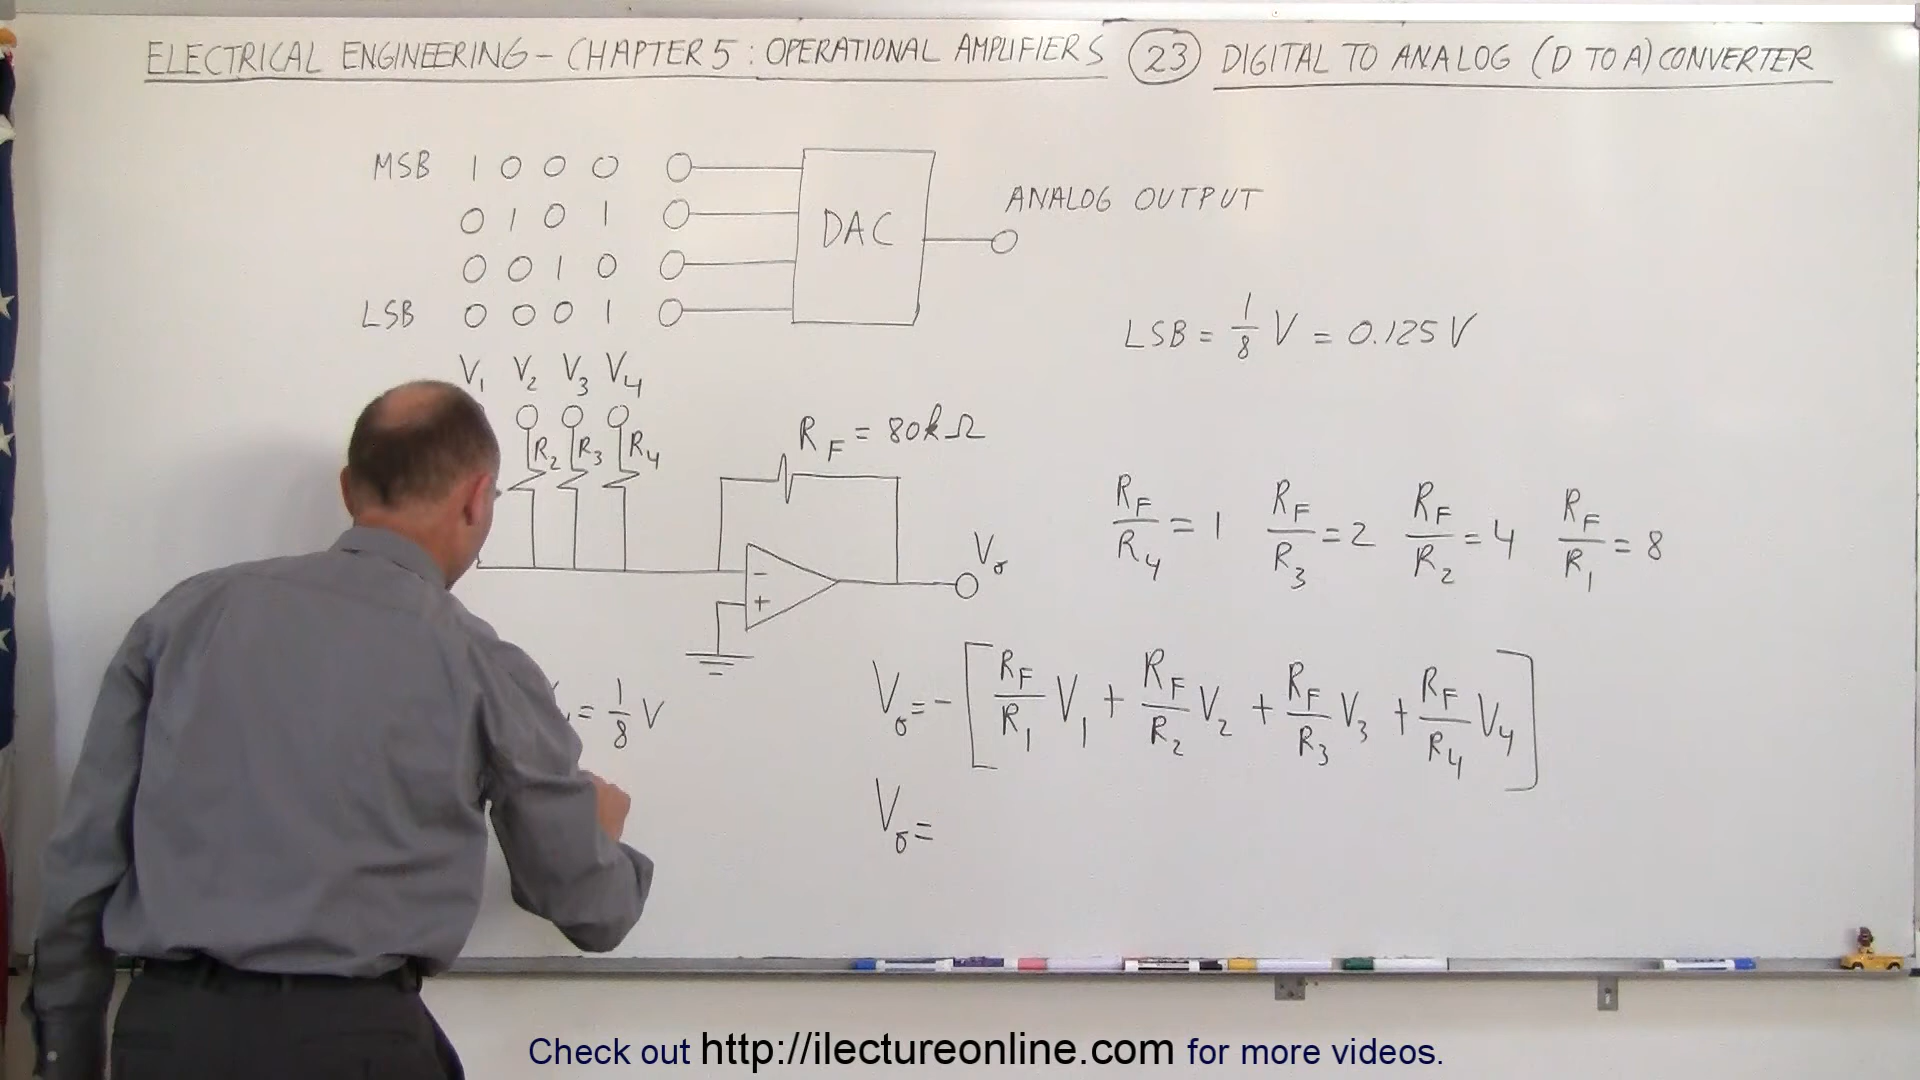 ELECTRICAL ENGINEERING - CHAPTER 5 : OPERATIONAL AMPLIFIERS (23) DIGITAL TO ANALOG (D TO A) CONVERTER
MSB 1 0 0 0
0 1 0 1
0 0 1 0
LSB 0 0 0 1
DAC
ANALOG OUTPUT
LSB = 1/8 V = 0.125 V
V1 V2 V3 V4
R2 R3 R4
RF = 80kΩ
- +
Vo
RF/R4 = 1 RF/R3 = 2 RF/R2 = 4 RF/R1 = 8
= 1/8 V
Vo = - [ RF/R1 V1 + RF/R2 V2 + RF/R3 V3 + RF/R4 V4 ]
Vo =
Check out http://ilectureonline.com for more videos.